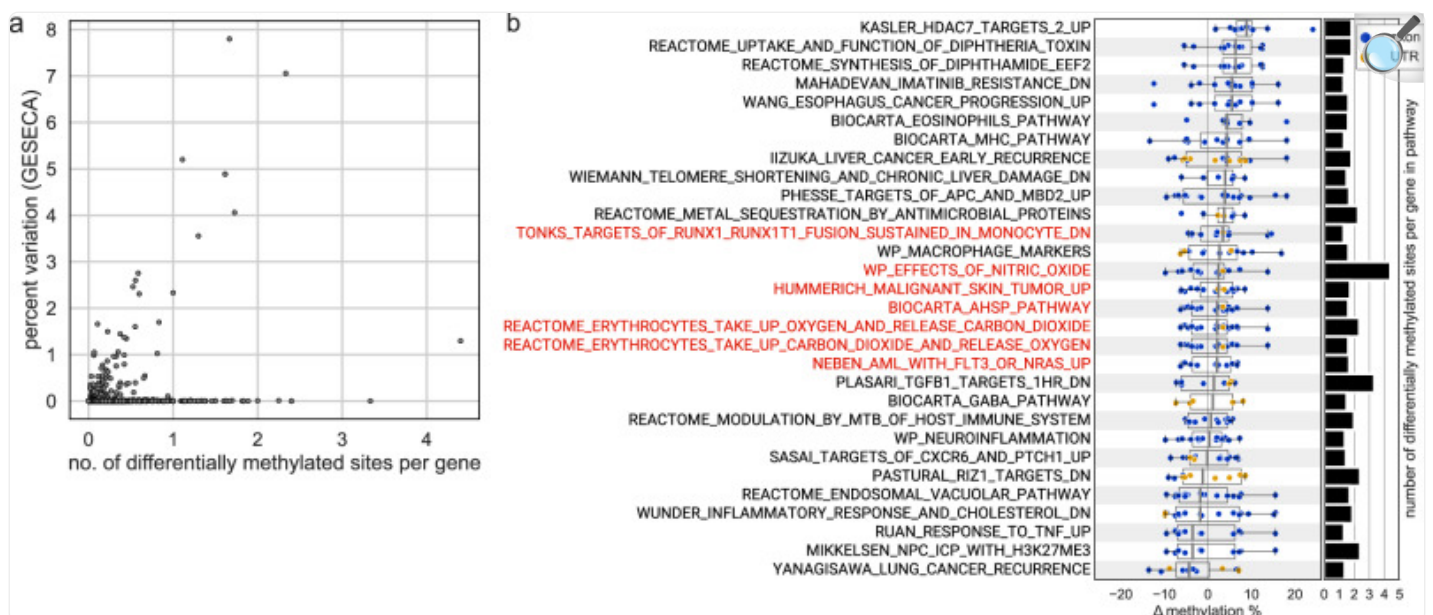 a
8
7
6
5
4
3
2
1
0
percent variation (GESECA)
0 1 2 3 4
no. of differentially methylated sites per gene
b
KASLER_HDAC7_TARGETS_2_UP
REACTOME_UPTAKE_AND_FUNCTION_OF_DIPHTHERIA_TOXIN
REACTOME_SYNTHESIS_OF_DIPHTHAMIDE_EEF2
MAHADEVAN_IMATINIB_RESISTANCE_DN
WANG_ESOPHAGUS_CANCER_PROGRESSION_UP
BIOCARTA_EOSINOPHILS_PATHWAY
BIOCARTA_MHC_PATHWAY
IIZUKA_LIVER_CANCER_EARLY_RECURRENCE
WIEMANN_TELOMERE_SHORTENING_AND_CHRONIC_LIVER_DAMAGE_DN
PHESSE_TARGETS_OF_APC_AND_MBD2_UP
REACTOME_METAL_SEQUESTRATION_BY_ANTIMICROBIAL_PROTEINS
TONKS_TARGETS_OF_RUNX1_RUNX1T1_FUSION_SUSTAINED_IN_MONOCYTE_DN
WP_MACROPHAGE_MARKERS
WP_EFFECTS_OF_NITRIC_OXIDE
HUMMERICH_MALIGNANT_SKIN_TUMOR_UP
BIOCARTA_AHSP_PATHWAY
REACTOME_ERYTHROCYTES_TAKE_UP_OXYGEN_AND_RELEASE_CARBON_DIOXIDE
REACTOME_ERYTHROCYTES_TAKE_UP_CARBON_DIOXIDE_AND_RELEASE_OXYGEN
NEBEN_AML_WITH_FLT3_OR_NRAS_UP
PLASARI_TGFB1_TARGETS_1HR_DN
BIOCARTA_GABA_PATHWAY
REACTOME_MODULATION_BY_MTB_OF_HOST_IMMUNE_SYSTEM
WP_NEUROINFLAMMATION
SASAI_TARGETS_OF_CXCR6_AND_PTCH1_UP
PASTURAL_RIZ1_TARGETS_DN
REACTOME_ENDOSOMAL_VACUOLAR_PATHWAY
WUNDER_INFLAMMATORY_RESPONSE_AND_CHOLESTEROL_DN
RUAN_RESPONSE_TO_TNF_UP
MIKKELSEN_NPC_ICP_WITH_H3K27ME3
YANAGISAWA_LUNG_CANCER_RECURRENCE
−20 −10 0 10 20
Δ methylation %
0 1 2 3 4 5
number of differentially methylated sites per gene in pathway
UTR